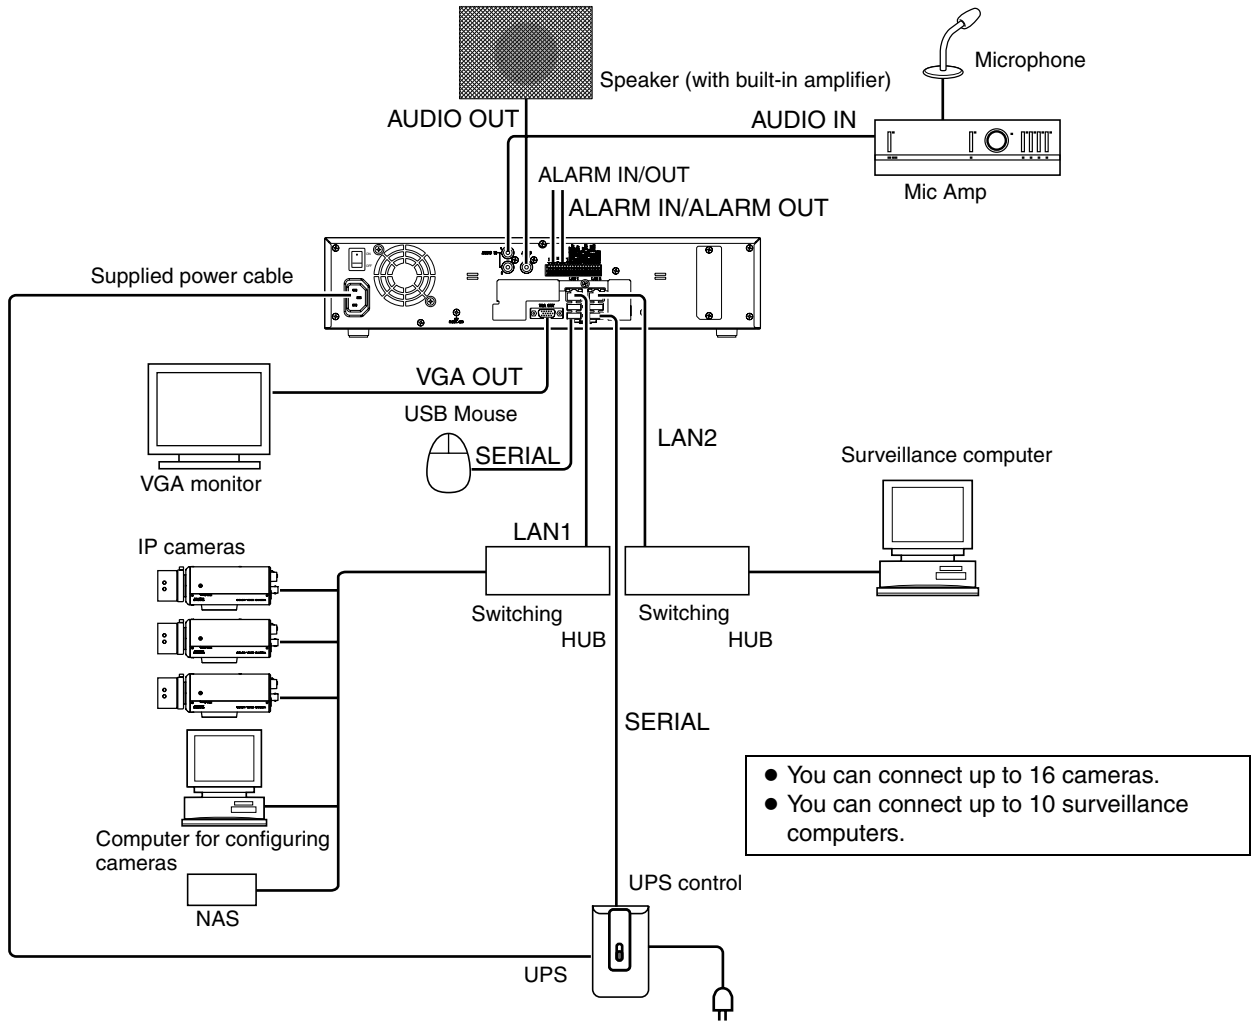 Microphone
Speaker (with built-in amplifier)
AUDIO OUT
AUDIO IN
ALARM IN/OUT
Mic Amp
ALARM IN/ALARM OUT
Supplied power cable
VGA OUT
USB Mouse
LAN2
SERIAL
Surveillance computer
VGA monitor
LAN1
IP cameras
Switching
HUB
Switching
HUB
SERIAL
● You can connect up to 16 cameras.
● You can connect up to 10 surveillance
computers.
Computer for configuring
cameras
UPS control
NAS
UPS